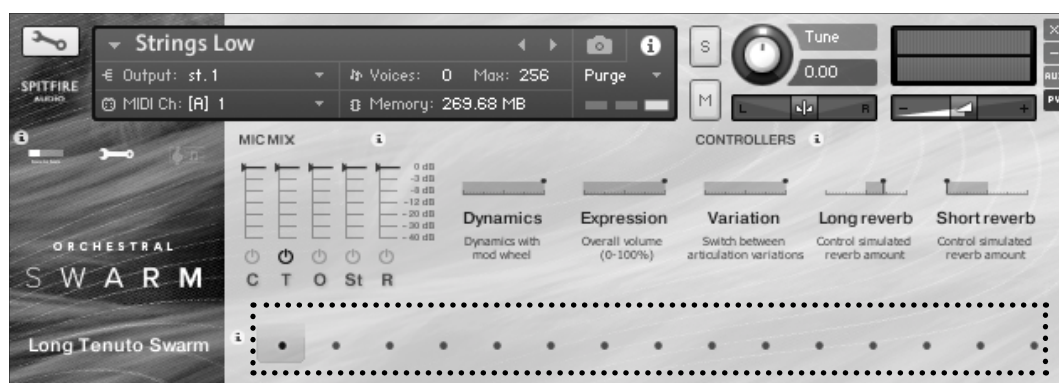 Strings Low
S
Tune
SPITFIRE
AUDIO
Output: st.1
Voices: 0 Max: 256
Purge
0.00
AUX
MIDI Ch: [A] 1
Memory: 269.68 MB
M
L R
- +
PV
MIC MIX
CONTROLLERS
0 dB
-3 dB
-8 dB
-12 dB
-20 dB
-30 dB
-40 dB
Dynamics
Dynamics with
mod wheel
Expression
Overall volume
(0-100%)
Variation
Switch between
articulation variations
Long reverb
Control simulated
reverb amount
Short reverb
Control simulated
reverb amount
C T O St R
ORCHESTRAL
SWARM
Long Tenuto Swarm